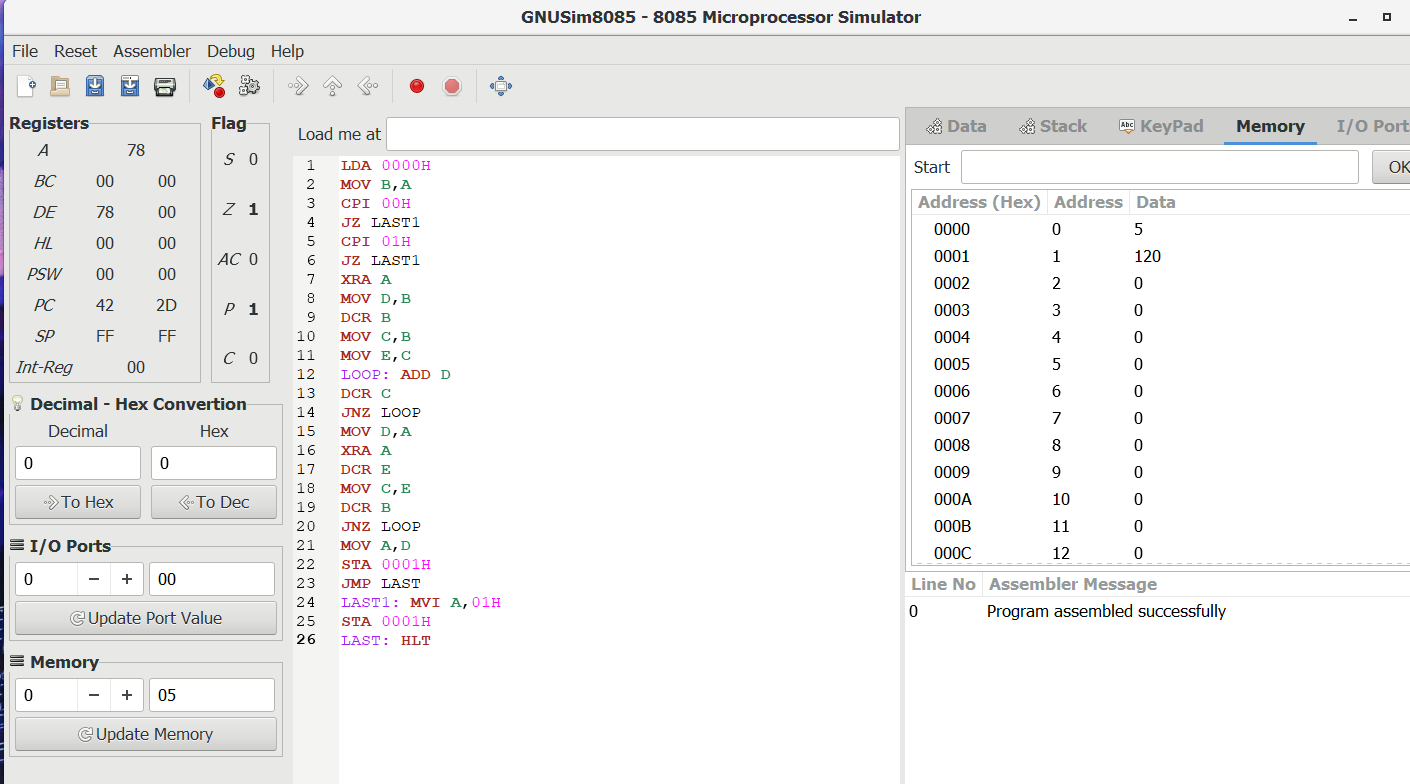 GNUSim8085 - 8085 Microprocessor Simulator
File Reset Assembler Debug Help
Registers
A 78
BC 00 00
DE 78 00
HL 00 00
PSW 00 00
PC 42 2D
SP FF FF
Int-Reg 00
Flag
S 0
Z 1
AC 0
P 1
C 0
Decimal - Hex Convertion
Decimal Hex
0 0
To Hex To Dec
I/O Ports
0 − + 00
Update Port Value
Memory
0 − + 05
Update Memory
Load me at
1 LDA 0000H
2 MOV B,A
3 CPI 00H
4 JZ LAST1
5 CPI 01H
6 JZ LAST1
7 XRA A
8 MOV D,B
9 DCR B
10 MOV C,B
11 MOV E,C
12 LOOP: ADD D
13 DCR C
14 JNZ LOOP
15 MOV D,A
16 XRA A
17 DCR E
18 MOV C,E
19 DCR B
20 JNZ LOOP
21 MOV A,D
22 STA 0001H
23 JMP LAST
24 LAST1: MVI A,01H
25 STA 0001H
26 LAST: HLT
Data Stack Abc KeyPad Memory I/O Port
Start OK
Address (Hex) Address Data
0000 0 5
0001 1 120
0002 2 0
0003 3 0
0004 4 0
0005 5 0
0006 6 0
0007 7 0
0008 8 0
0009 9 0
000A 10 0
000B 11 0
000C 12 0
Line No Assembler Message
0 Program assembled successfully